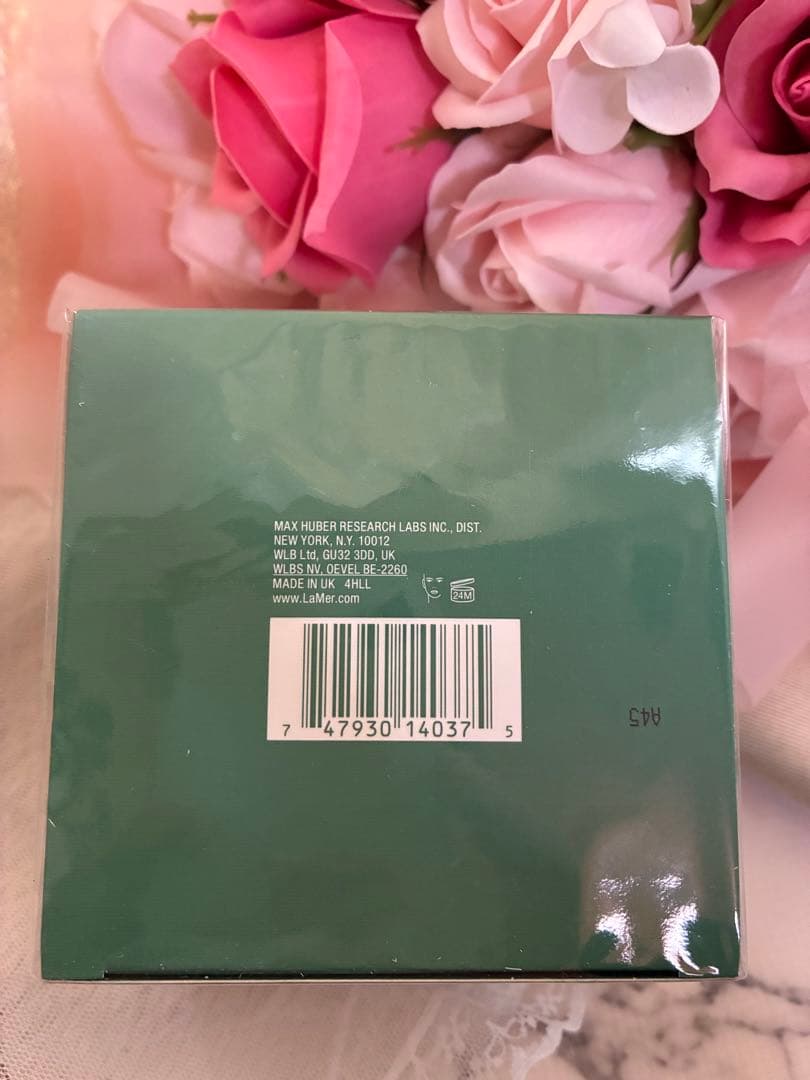 MAX HUBER RESEARCH LABS INC., DIST.
NEW YORK, N.Y. 10012
WLB Ltd, GU32 3DD, UK
WLBS NV, OEVEL BE-2260
MADE IN UK 4HLL
www.LaMer.com
24M
7 47930 14037 5
A45